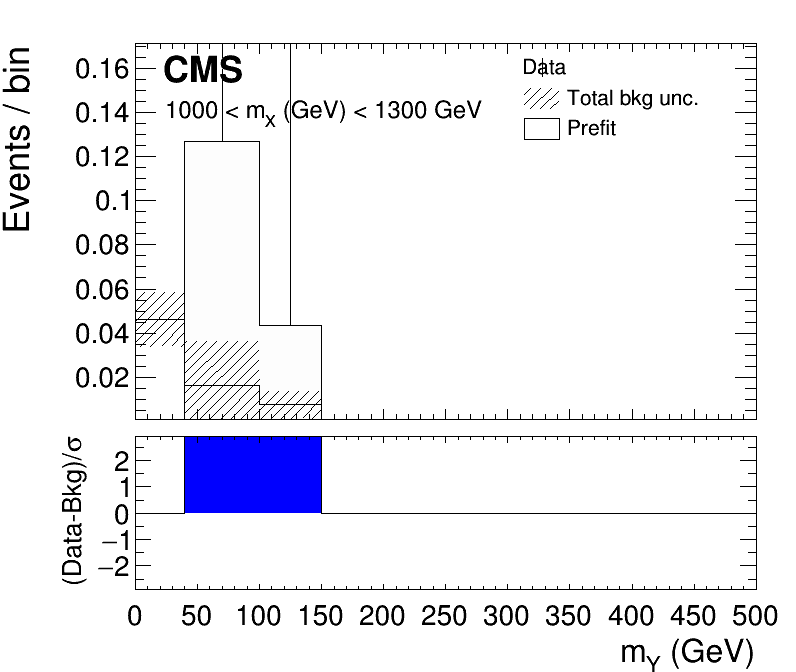 Events / bin
0.16
0.14
0.12
0.1
0.08
0.06
0.04
0.02
CMS
1000 < mX (GeV) < 1300 GeV
Data
Total bkg unc.
Prefit
(Data-Bkg)/σ
2
1
0
−1
−2
0 50 100 150 200 250 300 350 400 450 500
mY (GeV)